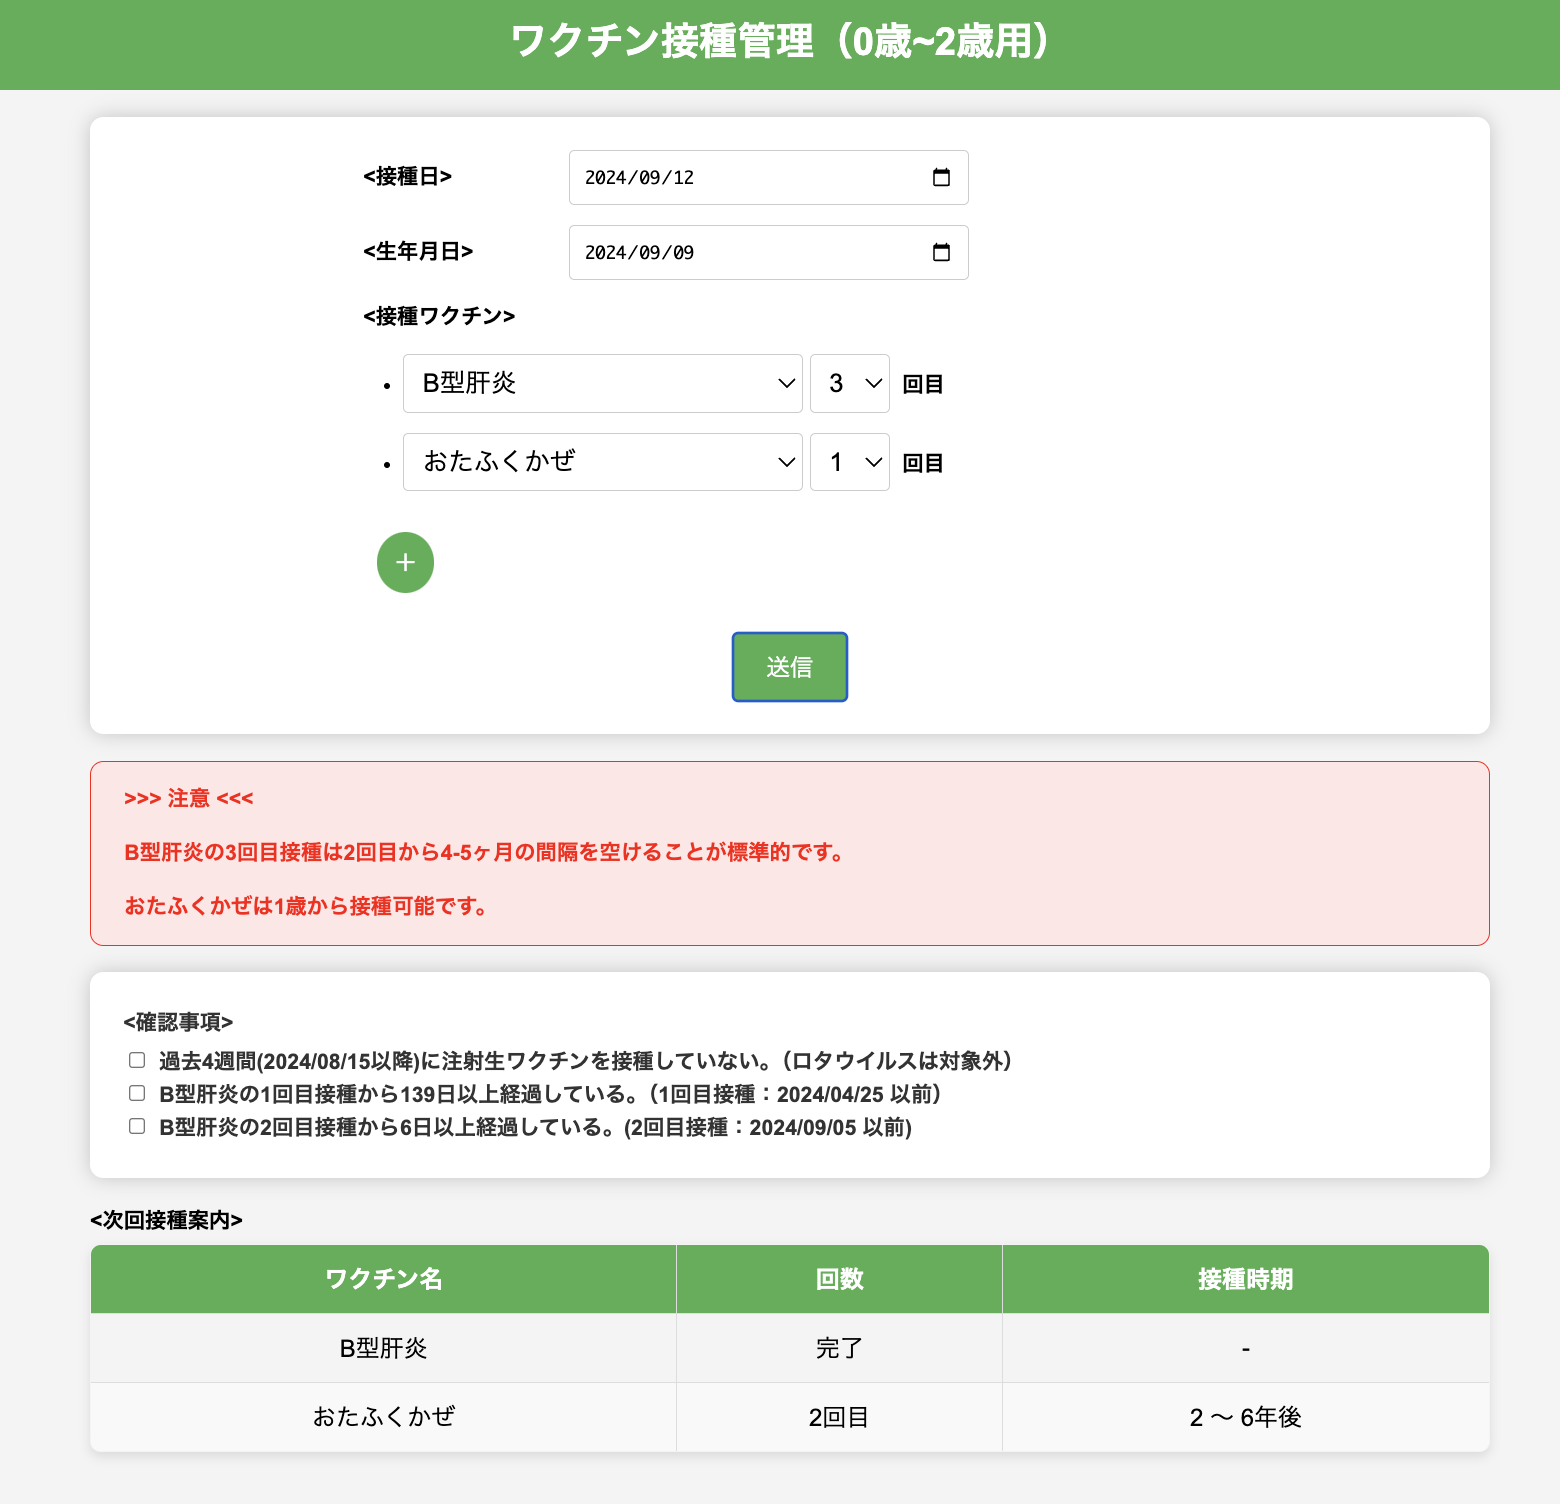 ワクチン接種管理（0歳~2歳用）
<接種日> 2024/09/12
<生年月日> 2024/09/09
<接種ワクチン>
• B型肝炎 3 回目
• おたふくかぜ 1 回目
+
送信
>>> 注意 <<<
B型肝炎の3回目接種は2回目から4-5ヶ月の間隔を空けることが標準的です。
おたふくかぜは1歳から接種可能です。
<確認事項>
過去4週間(2024/08/15以降)に注射生ワクチンを接種していない。（ロタウイルスは対象外）
B型肝炎の1回目接種から139日以上経過している。（1回目接種：2024/04/25 以前）
B型肝炎の2回目接種から6日以上経過している。(2回目接種：2024/09/05 以前)
<次回接種案内>
ワクチン名 回数 接種時期
B型肝炎 完了 -
おたふくかぜ 2回目 2 〜 6年後